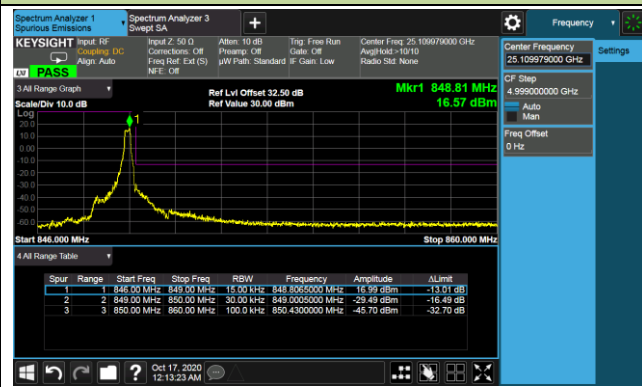 Spectrum Analyzer 1
Spurious Emissions
Spectrum Analyzer 3
Swept SA
Frequency
KEYSIGHT
Input: RF
Coupling: DC
Align: Auto
Input Z: 50 Ω
Corrections: Off
Freq Ref: Ext (S)
NFE: Off
Atten: 10 dB
Preamp: Off
µW Path: Standard
Trig: Free Run
Gate: Off
IF Gain: Low
Center Freq: 25.109979000 GHz
Avg|Hold:>10/10
Radio Std: None
LXI PASS
Center Frequency
25.109979000 GHz
Settings
CF Step
4.999000000 GHz
Auto
Man
Freq Offset
0 Hz
3 All Range Graph
Scale/Div 10.0 dB
Ref Lvl Offset 32.50 dB
Ref Value 30.00 dBm
Mkr1 848.81 MHz
16.57 dBm
Log
20.0
10.0
0.00
-10.0
-20.0
-30.0
-40.0
-50.0
-60.0
1
Start 846.000 MHz
Stop 860.000 MHz
4 All Range Table
Spur Range Start Freq Stop Freq RBW Frequency Amplitude ΔLimit
1 1 846.00 MHz 849.00 MHz 15.00 kHz 848.8065000 MHz 16.99 dBm -13.01 dB
2 2 849.00 MHz 850.00 MHz 30.00 kHz 849.0005000 MHz -29.49 dBm -16.49 dB
3 3 850.00 MHz 860.00 MHz 100.0 kHz 850.4300000 MHz -45.70 dBm -32.70 dB
Oct 17, 2020
12:13:23 AM